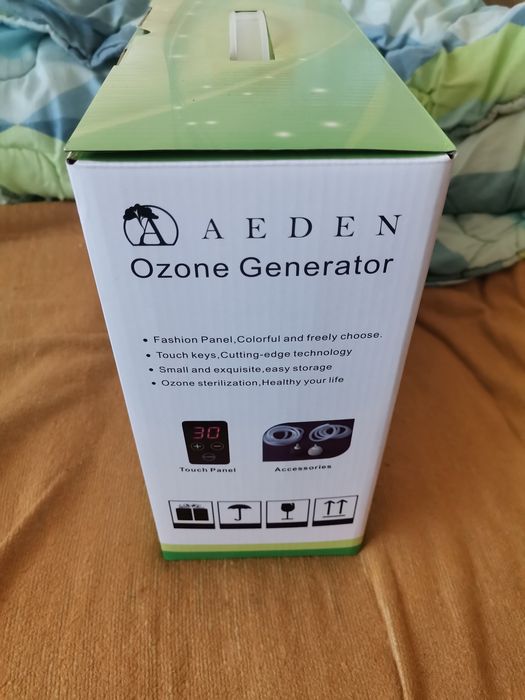 A AEDEN
Ozone Generator
• Fashion Panel,Colorful and freely choose.
• Touch keys,Cutting-edge technology
• Small and exquisite,easy storage
• Ozone sterilization,Healthy your life
30
+ -
Touch Panel
Accessories